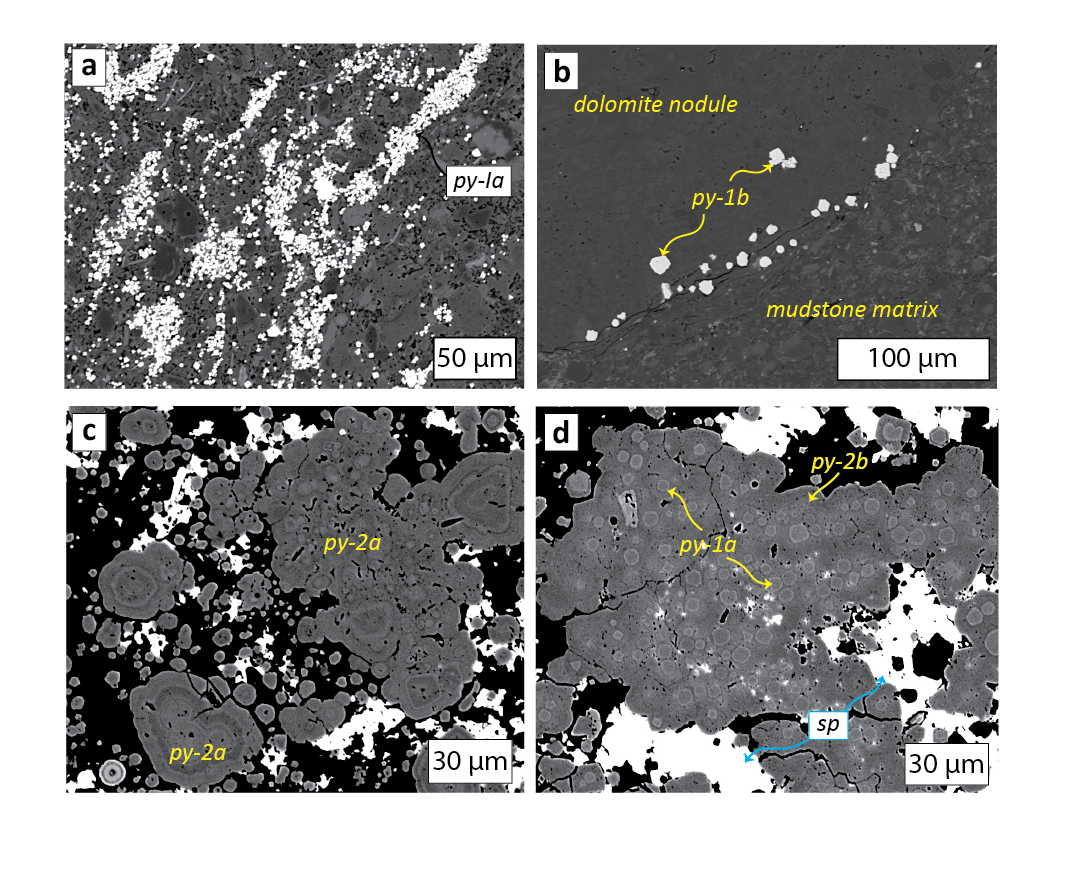 a
py-la
50 µm
b
dolomite nodule
py-1b
mudstone matrix
100 µm
c
py-2a
py-2a
30 µm
d
py-2b
py-1a
sp
30 µm